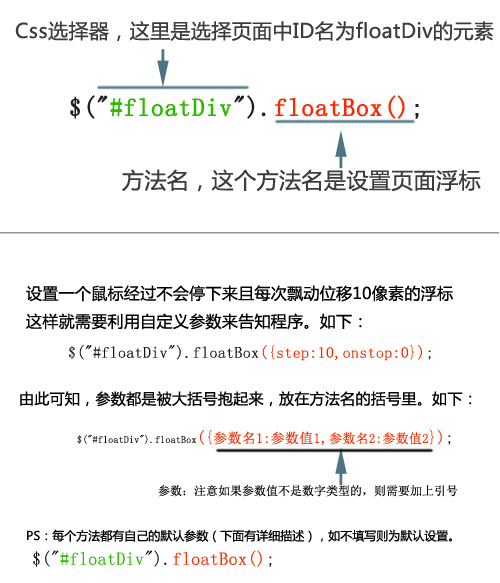 Css选择器，这里是选择页面中ID名为floatDiv的元素
$("#floatDiv").floatBox();
方法名，这个方法名是设置页面浮标
设置一个鼠标经过不会停下来且每次飘动位移10像素的浮标
这样就需要利用自定义参数来告知程序。如下：
$("#floatDiv").floatBox({step:10,onstop:0});
由此可知，参数都是被大括号抱起来，放在方法名的括号里。如下：
$("#floatDiv").floatBox({参数名1:参数值1,参数名2:参数值2});
参数：注意如果参数值不是数字类型的，则需要加上引号
PS：每个方法都有自己的默认参数（下面有详细描述），如不填写则为默认设置。
$("#floatDiv").floatBox();